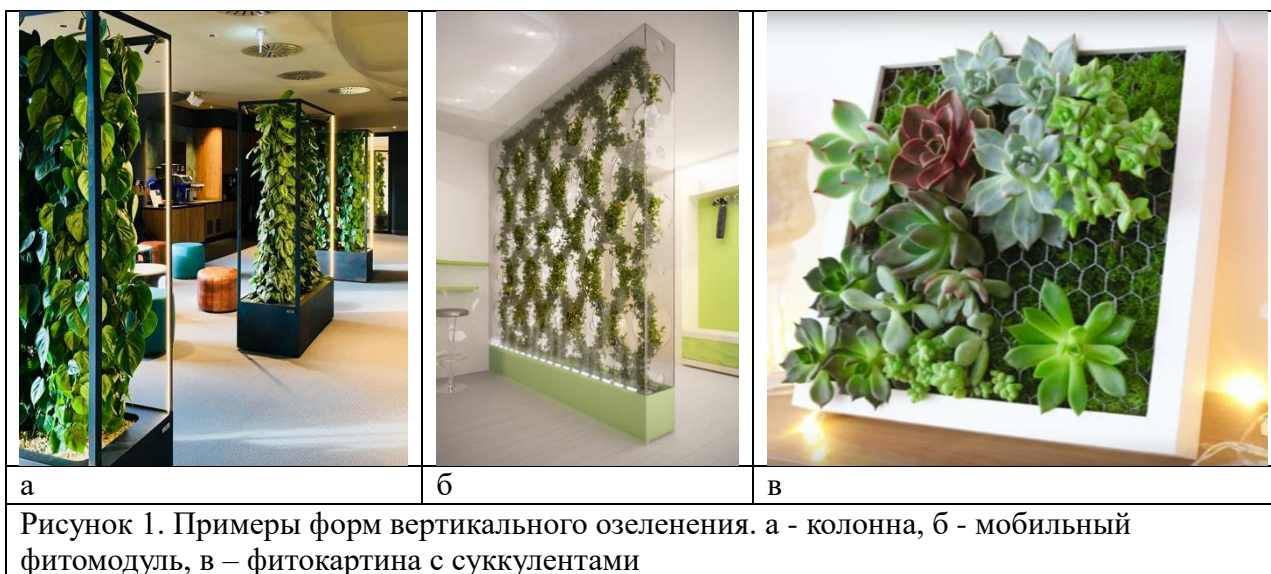 а
б
в
Рисунок 1. Примеры форм вертикального озеленения. а - колонна, б - мобильный
фитомодуль, в – фитокартина с суккулентами